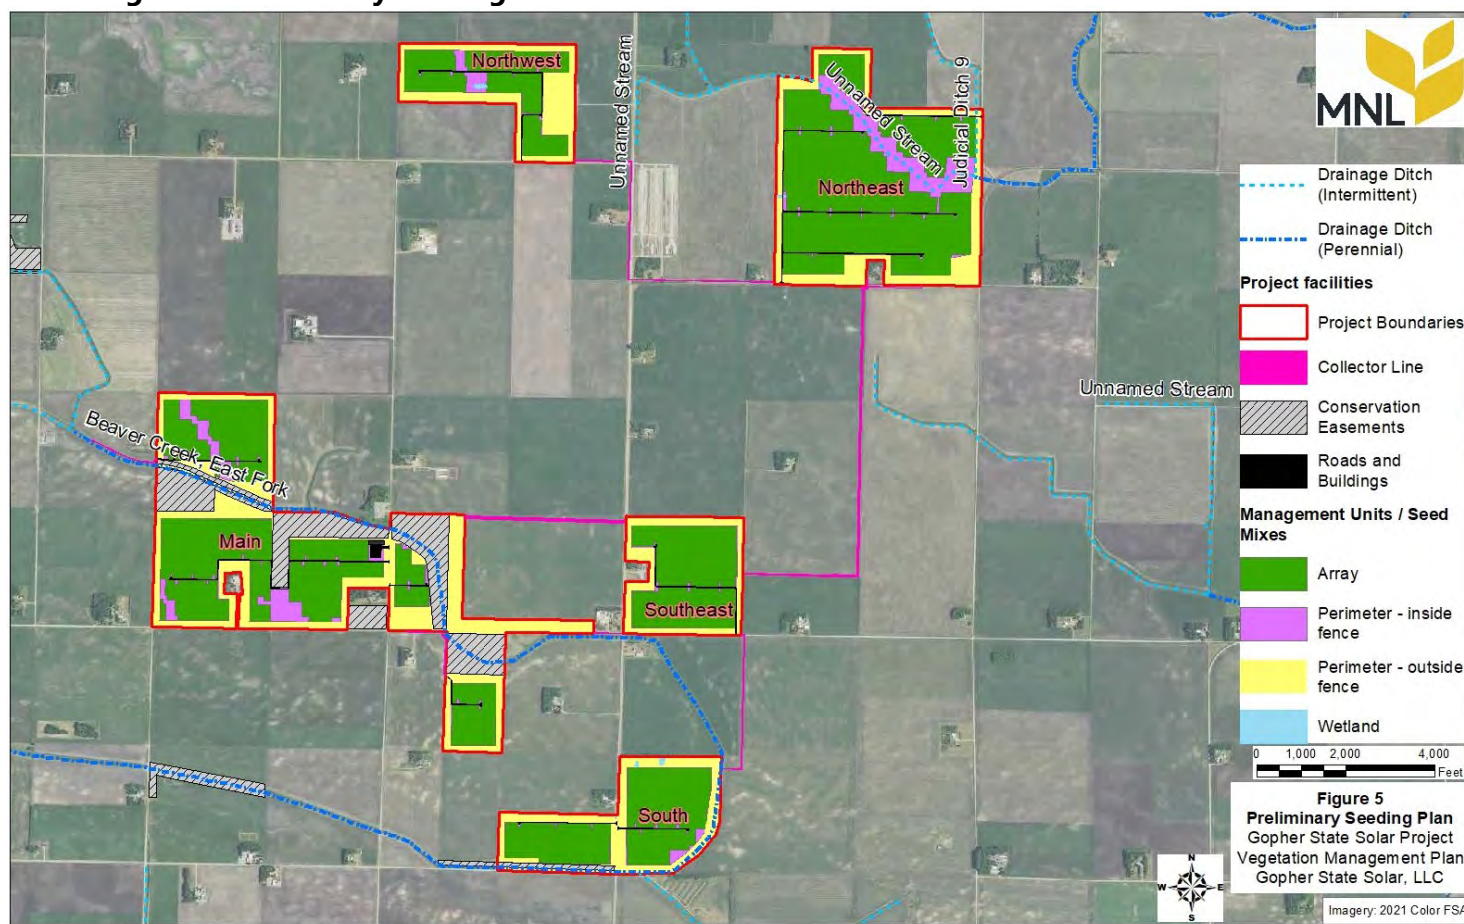 Northwest
Unnamed Stream
Unnamed Stream
Judicial Ditch 9
Northeast
MNL
Drainage Ditch
(Intermittent)
Drainage Ditch
(Perennial)
Project facilities
Project Boundaries
Collector Line
Conservation
Easements
Roads and
Buildings
Management Units / Seed
Mixes
Array
Perimeter - inside
fence
Perimeter - outside
fence
Wetland
Unnamed Stream
Beaver Creek, East Fork
Main
Southeast
South
0 1,000 2,000 4,000
Feet
Figure 5
Preliminary Seeding Plan
Gopher State Solar Project
Vegetation Management Plan
Gopher State Solar, LLC
N
W E
S
Imagery: 2021 Color FSA